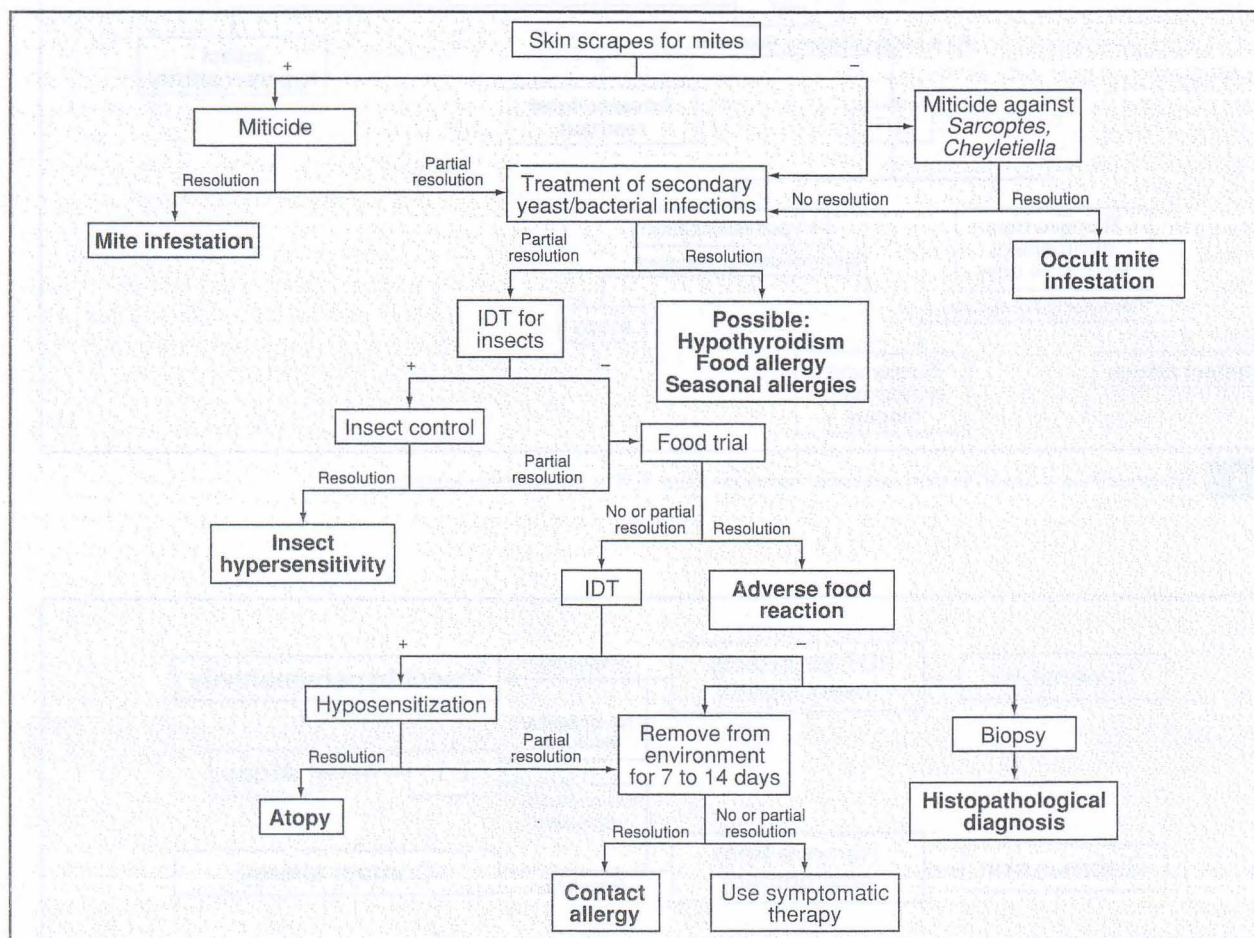 Skin scrapes for mites
+
–
Miticide
Miticide against
Sarcoptes,
Cheyletiella
Resolution
Partial
resolution
Treatment of secondary
yeast/bacterial infections
No resolution
Resolution
Mite infestation
Occult mite
infestation
Partial
resolution
Resolution
IDT for
insects
Possible:
Hypothyroidism
Food allergy
Seasonal allergies
+
–
Insect control
Food trial
Resolution
Partial
resolution
Insect
hypersensitivity
No or partial
resolution
Resolution
IDT
Adverse food
reaction
+
–
Hyposensitization
Remove from
environment
for 7 to 14 days
Biopsy
Resolution
Partial
resolution
Atopy
Histopathological
diagnosis
Resolution
No or partial
resolution
Contact
allergy
Use symptomatic
therapy